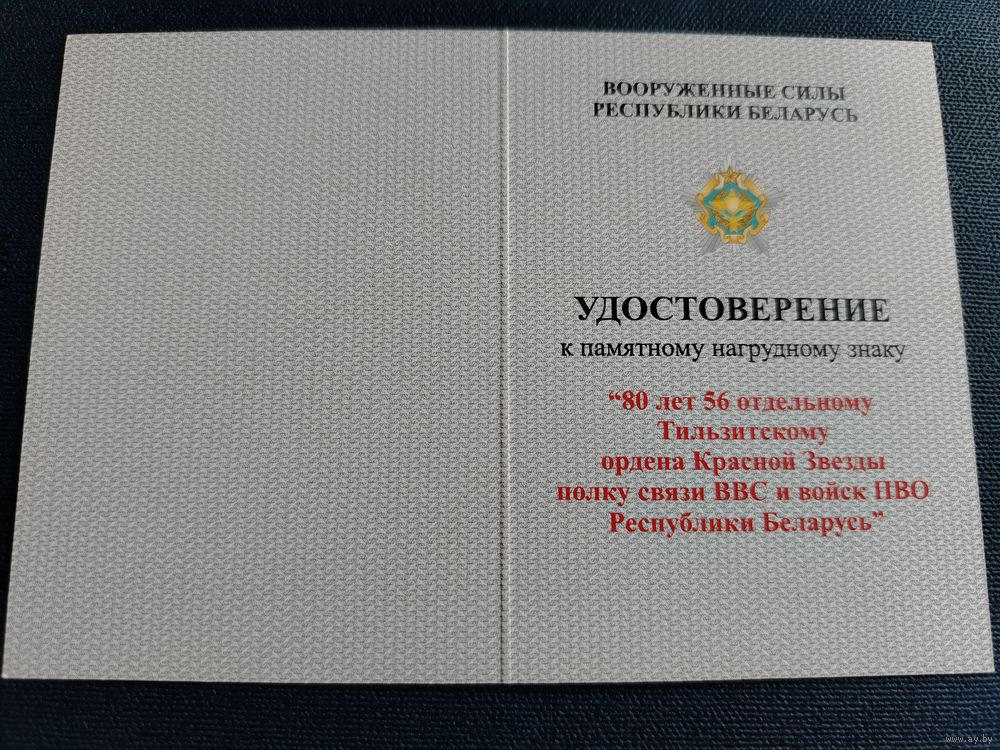 ВООРУЖЕННЫЕ СИЛЫ
РЕСПУБЛИКИ БЕЛАРУСЬ
УДОСТОВЕРЕНИЕ
к памятному нагрудному знаку
“80 лет 56 отдельному
Тильзитскому
ордена Красной Звезды
полку связи ВВС и войск ПВО
Республики Беларусь”
www.ay.by